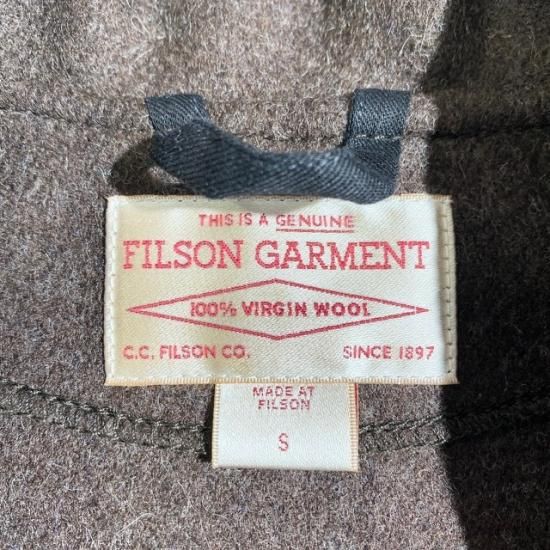 THIS IS A GENUINE
FILSON GARMENT
100% VIRGIN WOOL
C.C. FILSON CO. SINCE 1897
MADE AT
FILSON
S